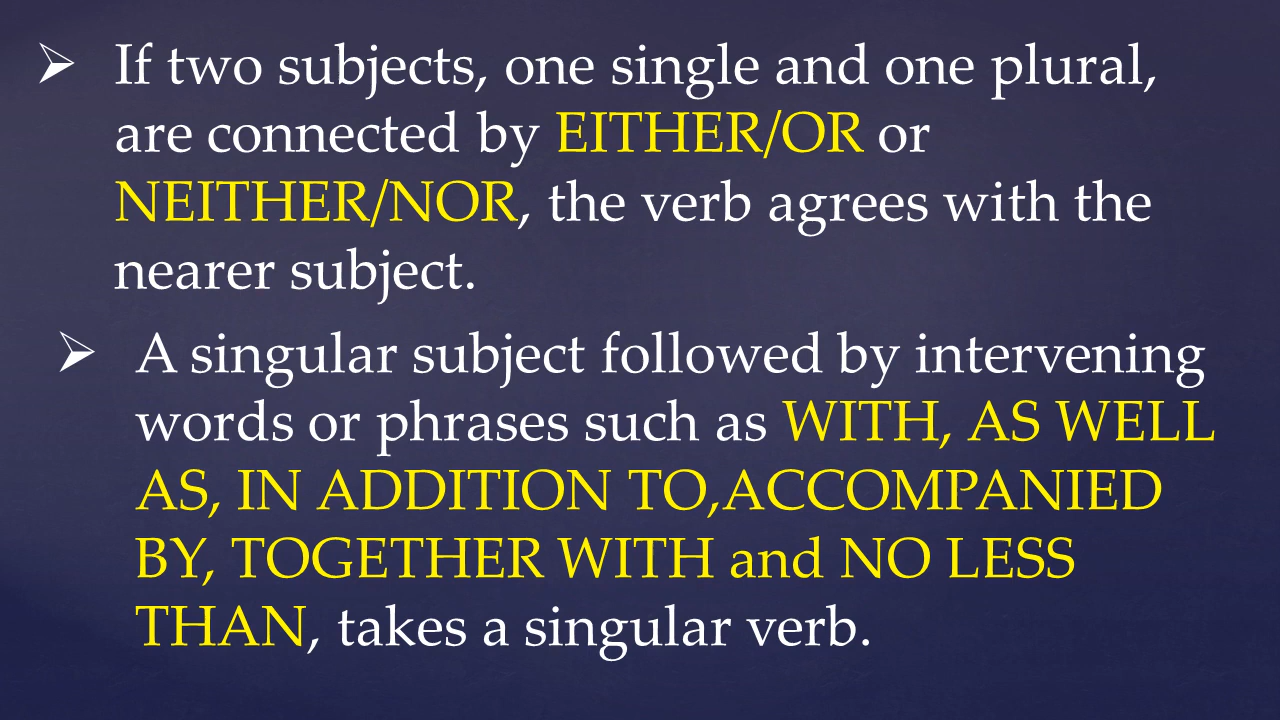 ➢ If two subjects, one single and one plural,
are connected by EITHER/OR or
NEITHER/NOR, the verb agrees with the
nearer subject.
➢ A singular subject followed by intervening
words or phrases such as WITH, AS WELL
AS, IN ADDITION TO,ACCOMPANIED
BY, TOGETHER WITH and NO LESS
THAN, takes a singular verb.